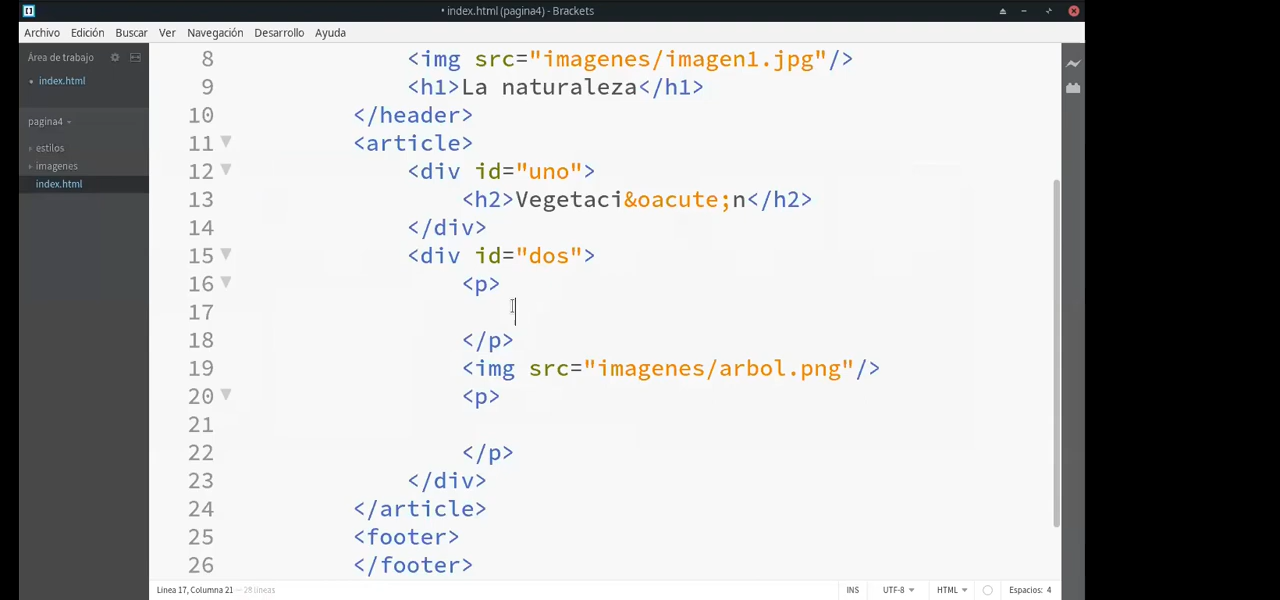 • index.html (pagina4) - Brackets
Archivo Edición Buscar Ver Navegación Desarrollo Ayuda
Área de trabajo
• index.html
pagina4
estilos
imagenes
index.html
8 <img src="imagenes/imagen1.jpg"/>
9 <h1>La naturaleza</h1>
10 </header>
11 <article>
12 <div id="uno">
13 <h2>Vegetaci&oacute;n</h2>
14 </div>
15 <div id="dos">
16 <p>
17
18 </p>
19 <img src="imagenes/arbol.png"/>
20 <p>
21
22 </p>
23 </div>
24 </article>
25 <footer>
26 </footer>
Línea 17, Columna 21 — 28 líneas INS UTF-8 HTML Espacios: 4